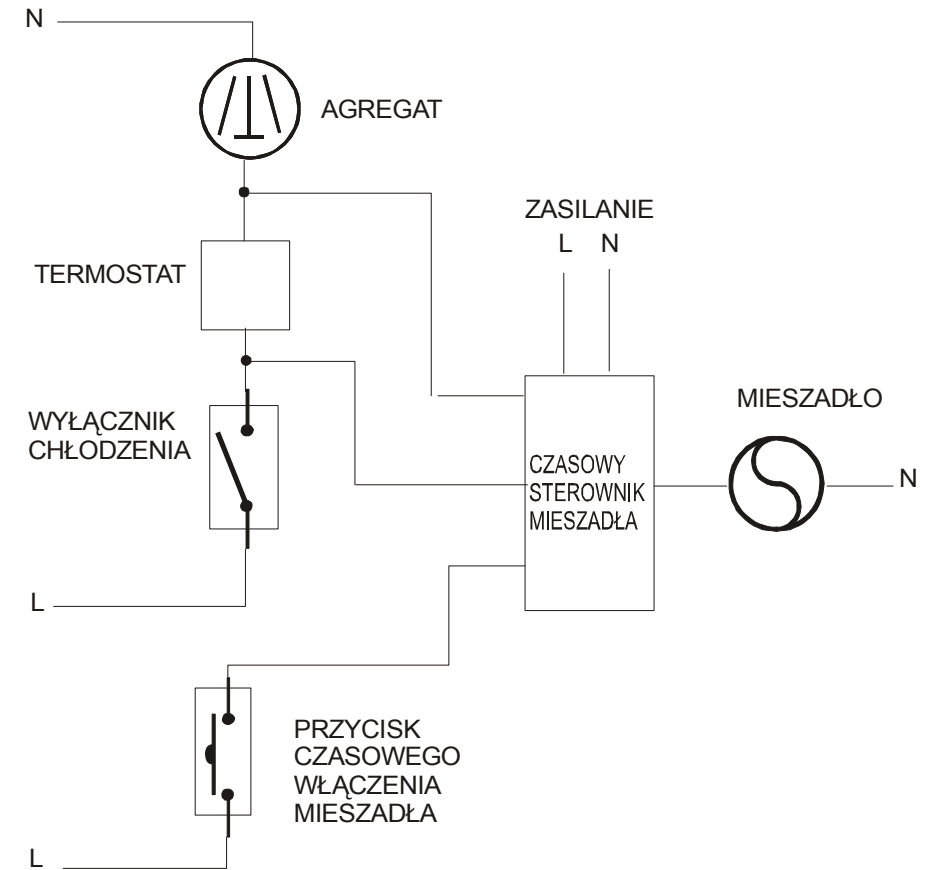 N
AGREGAT
ZASILANIE
L N
TERMOSTAT
MIESZADŁO
WYŁĄCZNIK
CHŁODZENIA
CZASOWY
STEROWNIK
MIESZADŁA
N
L
PRZYCISK
CZASOWEGO
WŁĄCZENIA
MIESZADŁA
L